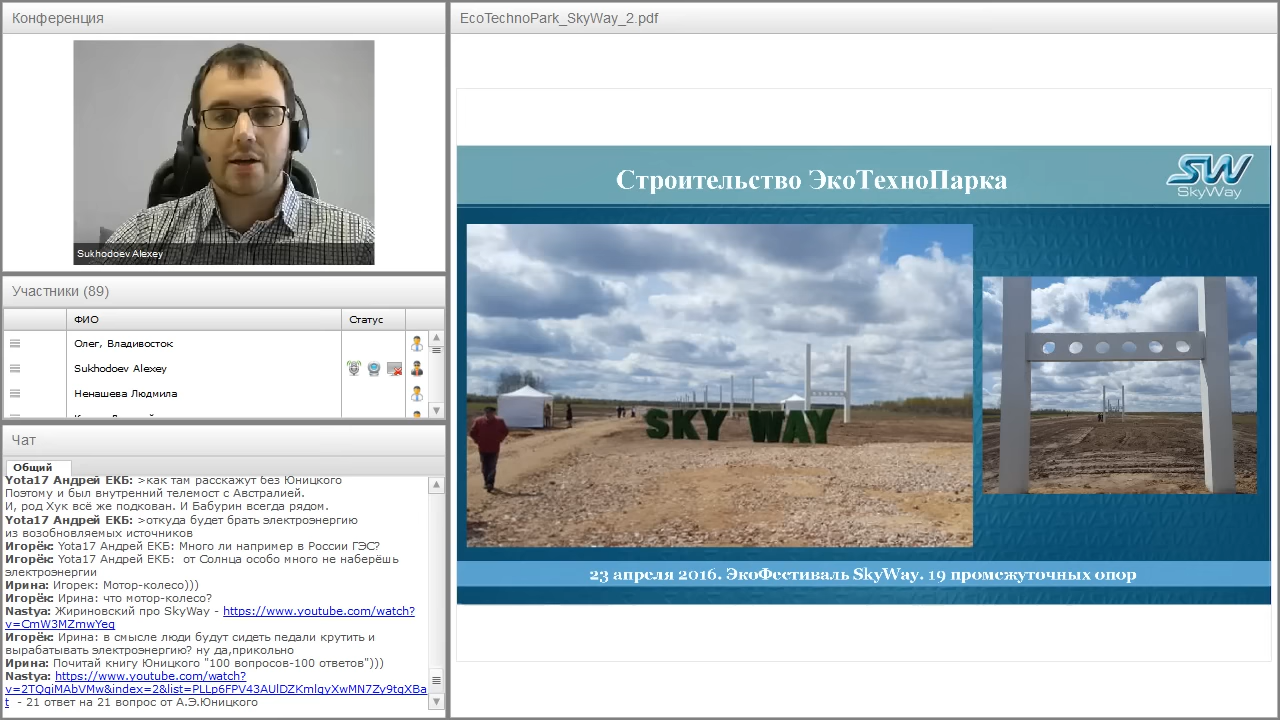 Конференция
Sukhodoev Alexey
Участники (89)
ФИО
Статус
Олег, Владивосток
Sukhodoev Alexey
Ненашева Людмила
Чат
Общий
Yota17 Андрей ЕКБ: >как там расскажут без Юницкого
Поэтому и был внутренний телемост с Австралией.
И, род Хук всё же подкован. И Бабурин всегда рядом.
Yota17 Андрей ЕКБ: >откуда будет брать электроэнергию
из возобновляемых источников
Игорёк: Yota17 Андрей ЕКБ: Много ли например в России ГЭС?
Игорёк: Yota17 Андрей ЕКБ:  от Солнца особо много не наберёшь
электроэнергии
Ирина: Игорек: Мотор-колесо)))
Игорёк: Ирина: что мотор-колесо?
Nastya: Жириновский про SkyWay - https://www.youtube.com/watch?
v=CmW3MZmwYeg
Игорёк: Ирина: в смысле люди будут сидеть педали крутить и
вырабатывать электроэнергию? ну да,прикольно
Ирина: Почитай книгу Юницкого "100 вопросов-100 ответов")))
Nastya: https://www.youtube.com/watch?
v=2TQgiMAbVMw&index=2&list=PLLp6FPV43AUlDZKmlgyXwMN7Zy9tgXBa
t  - 21 ответ на 21 вопрос от А.Э.Юницкого
EcoTechnoPark_SkyWay_2.pdf
Строительство ЭкоТехноПарка
SW
SkyWay
SKY WAY
23 апреля 2016. ЭкоФестиваль SkyWay. 19 промежуточных опор